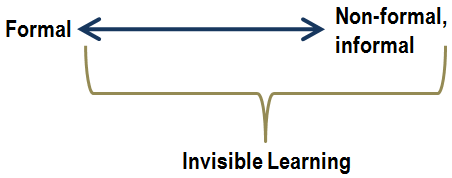 Formal
Non-formal,
informal
Invisible Learning